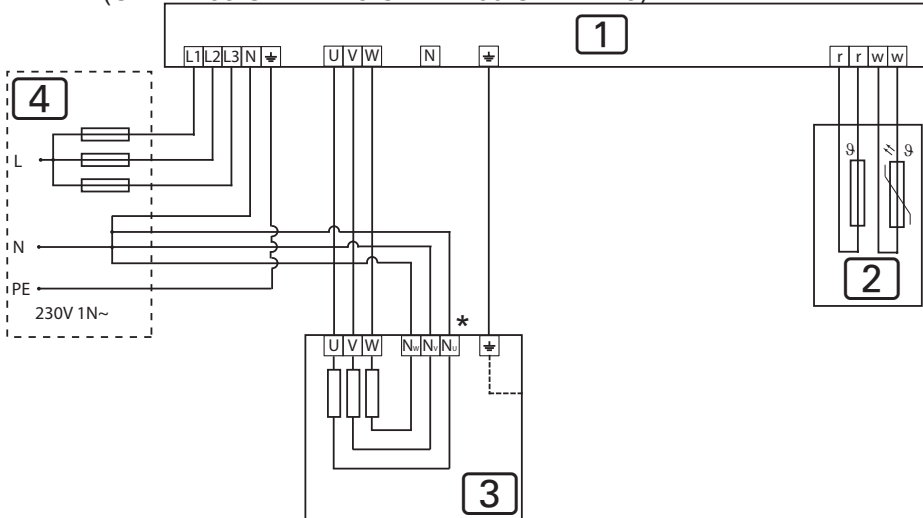 1
L1 L2 L3 N ⏚ U V W N ⏚ r r w w
4
L
N
PE
230V 1N~
ϑ ϑ
2
*
U V W Nw Nv Nu ⏚
3